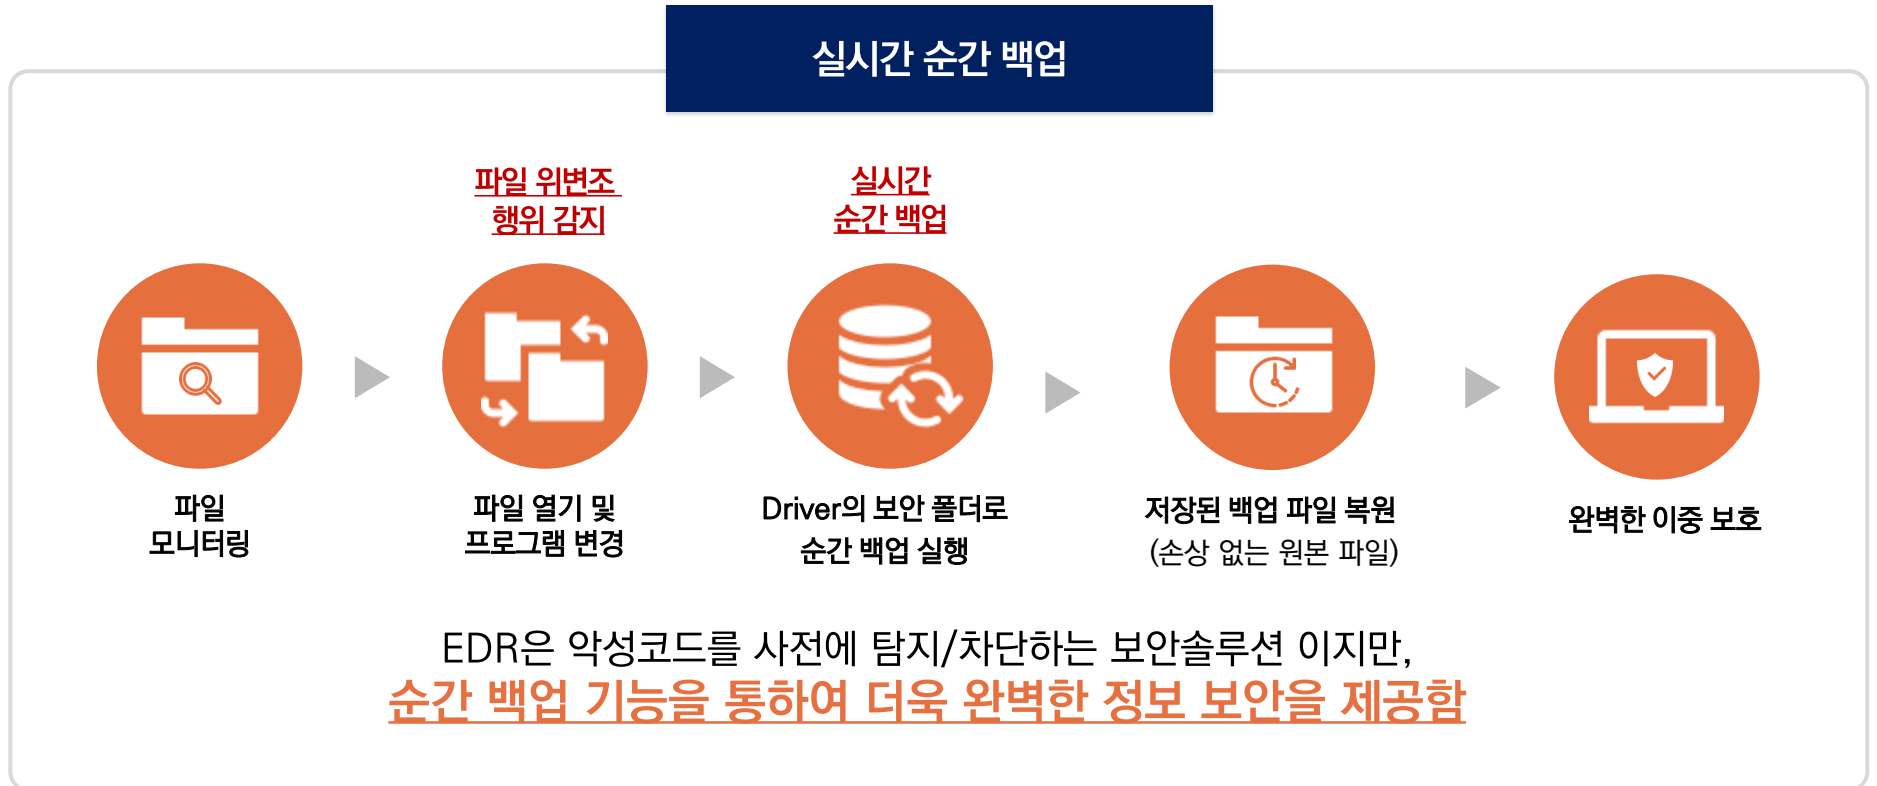 실시간 순간 백업
파일 위변조
행위 감지
실시간
순간 백업
파일
모니터링
파일 열기 및
프로그램 변경
Driver의 보안 폴더로
순간 백업 실행
저장된 백업 파일 복원
(손상 없는 원본 파일)
완벽한 이중 보호
EDR은 악성코드를 사전에 탐지/차단하는 보안솔루션 이지만,
순간 백업 기능을 통하여 더욱 완벽한 정보 보안을 제공함